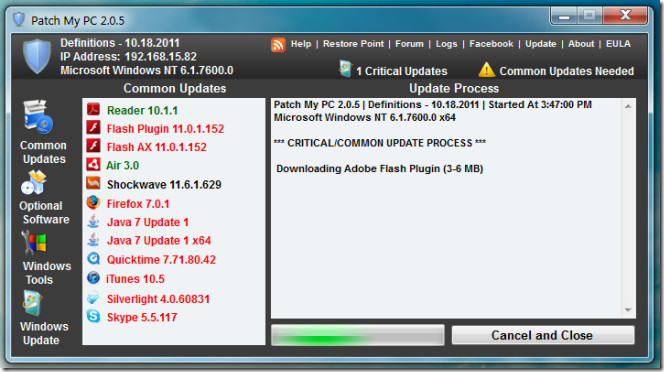 Patch My PC 2.0.5
Definitions - 10.18.2011
IP Address: 192.168.15.82
Microsoft Windows NT 6.1.7600.0
Help | Restore Point | Forum | Logs | Facebook | Update | About | EULA
1 Critical Updates
Common Updates Needed
Common Updates
Update Process
Common
Updates
Optional
Software
Windows
Tools
Windows
Update
Reader 10.1.1
Flash Plugin 11.0.1.152
Flash AX 11.0.1.152
Air 3.0
Shockwave 11.6.1.629
Firefox 7.0.1
Java 7 Update 1
Java 7 Update 1 x64
Quicktime 7.71.80.42
iTunes 10.5
Silverlight 4.0.60831
Skype 5.5.117
Patch My PC 2.0.5 | Definitions - 10.18.2011 | Started At 3:47:00 PM
Microsoft Windows NT 6.1.7600.0 x64
*** CRITICAL/COMMON UPDATE PROCESS ***
Downloading Adobe Flash Plugin (3-6 MB)
Cancel and Close